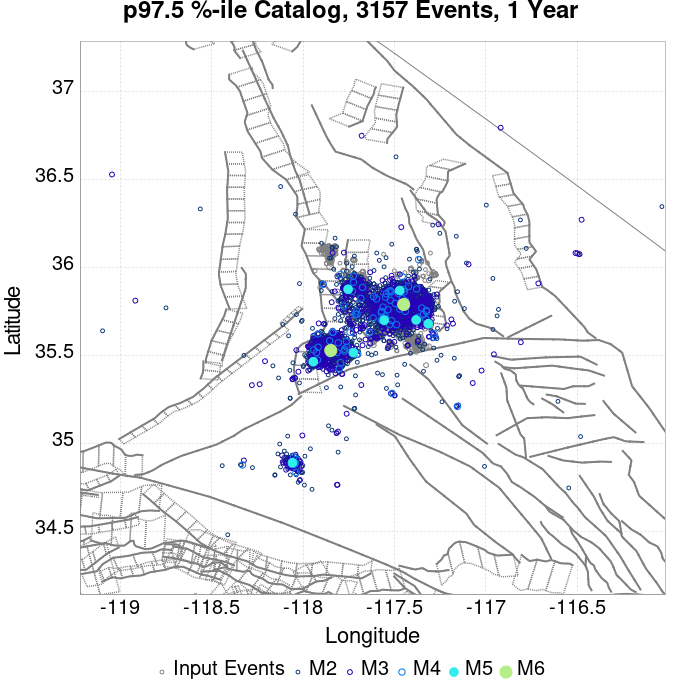 p97.5 %-ile Catalog, 3157 Events, 1 Year
37
36.5
36
35.5
35
34.5
Latitude
-119 -118.5 -118 -117.5 -117 -116.5
Longitude
Input Events M2 M3 M4 M5 M6